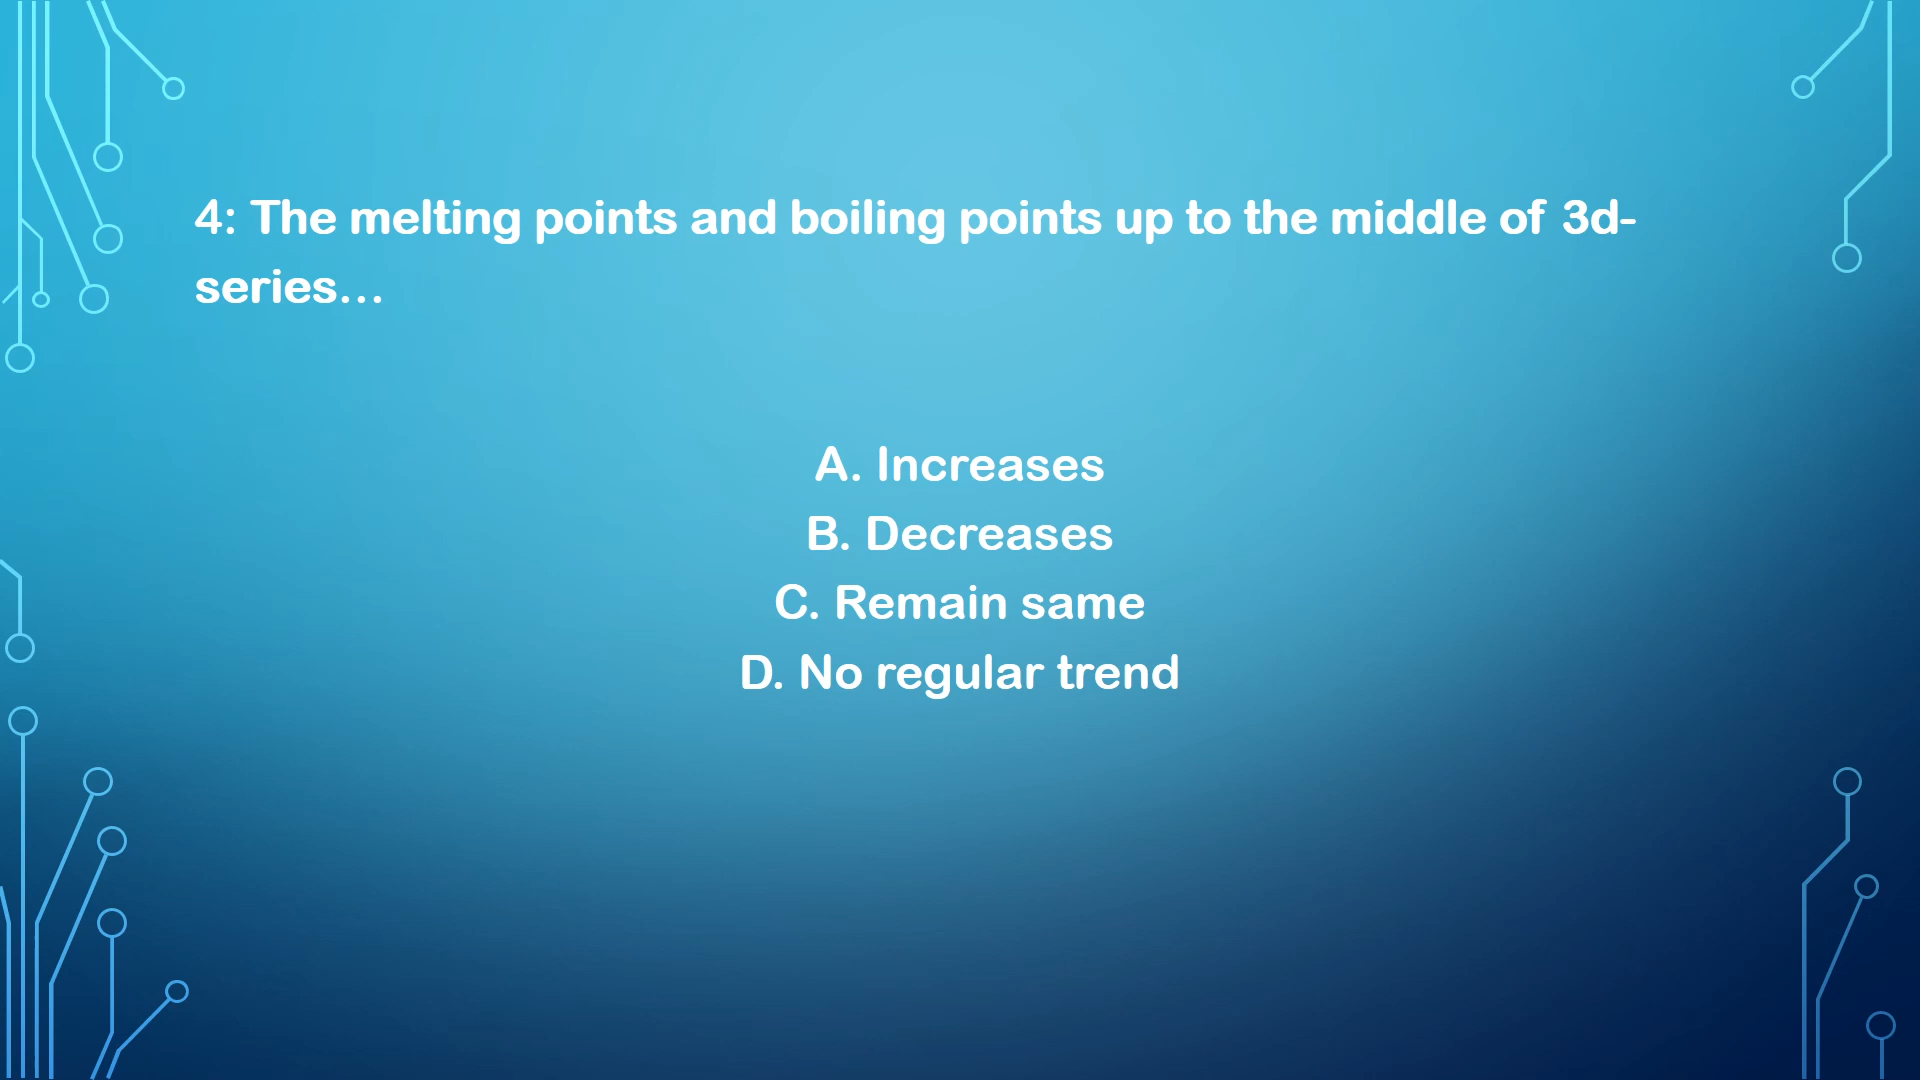 4: The melting points and boiling points up to the middle of 3d-
series…
A. Increases
B. Decreases
C. Remain same
D. No regular trend